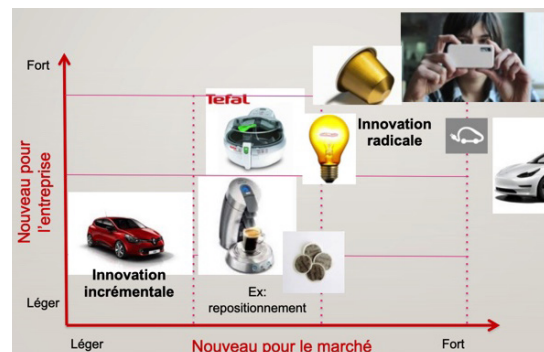 Fort
Tefal
Innovation
radicale
Nouveau pour
l'entreprise
Innovation
incrémentale
Ex:
repositionnement
Léger
Léger
Nouveau pour le marché
Fort